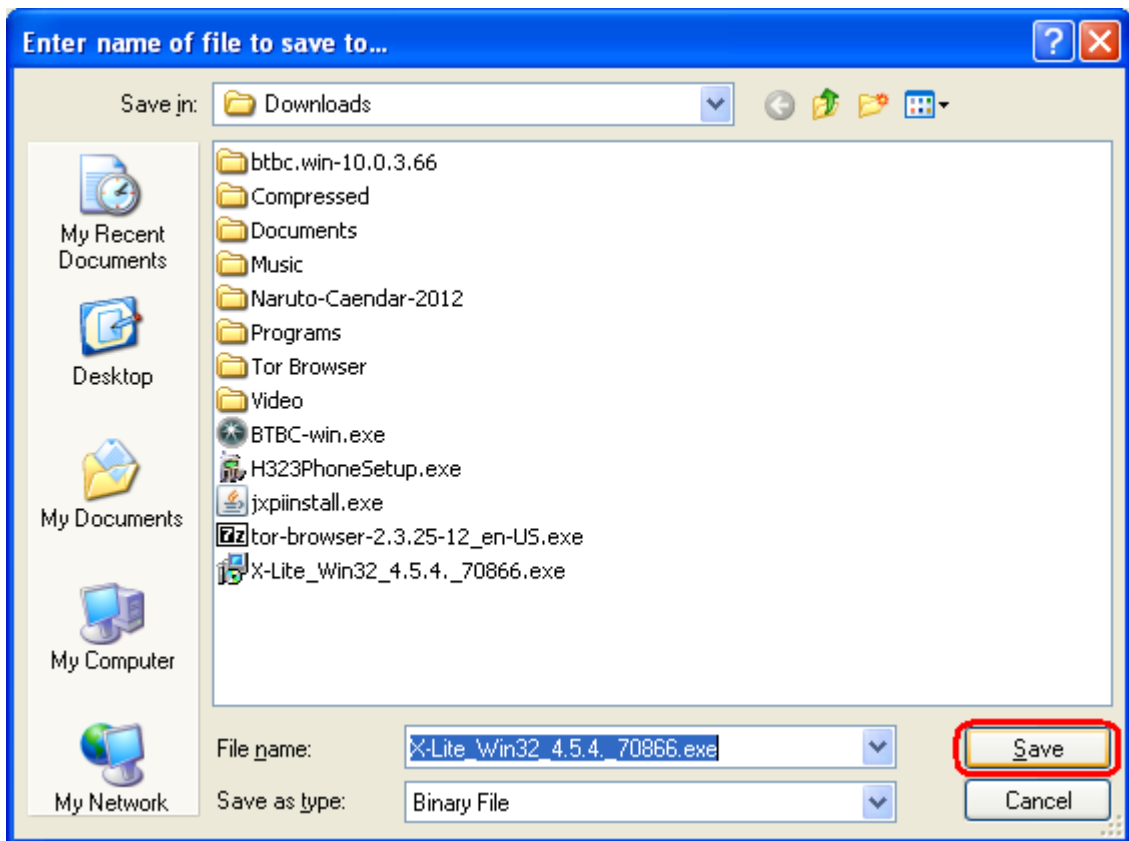 Enter name of file to save to...
Save in:
Downloads
My Recent
Documents
Desktop
My Documents
My Computer
My Network
btbc.win-10.0.3.66
Compressed
Documents
Music
Naruto-Caendar-2012
Programs
Tor Browser
Video
BTBC-win.exe
H323PhoneSetup.exe
jxpiinstall.exe
7z tor-browser-2.3.25-12_en-US.exe
X-Lite_Win32_4.5.4._70866.exe
File name:
X-Lite_Win32_4.5.4._70866.exe
Save
Save as type:
Binary File
Cancel